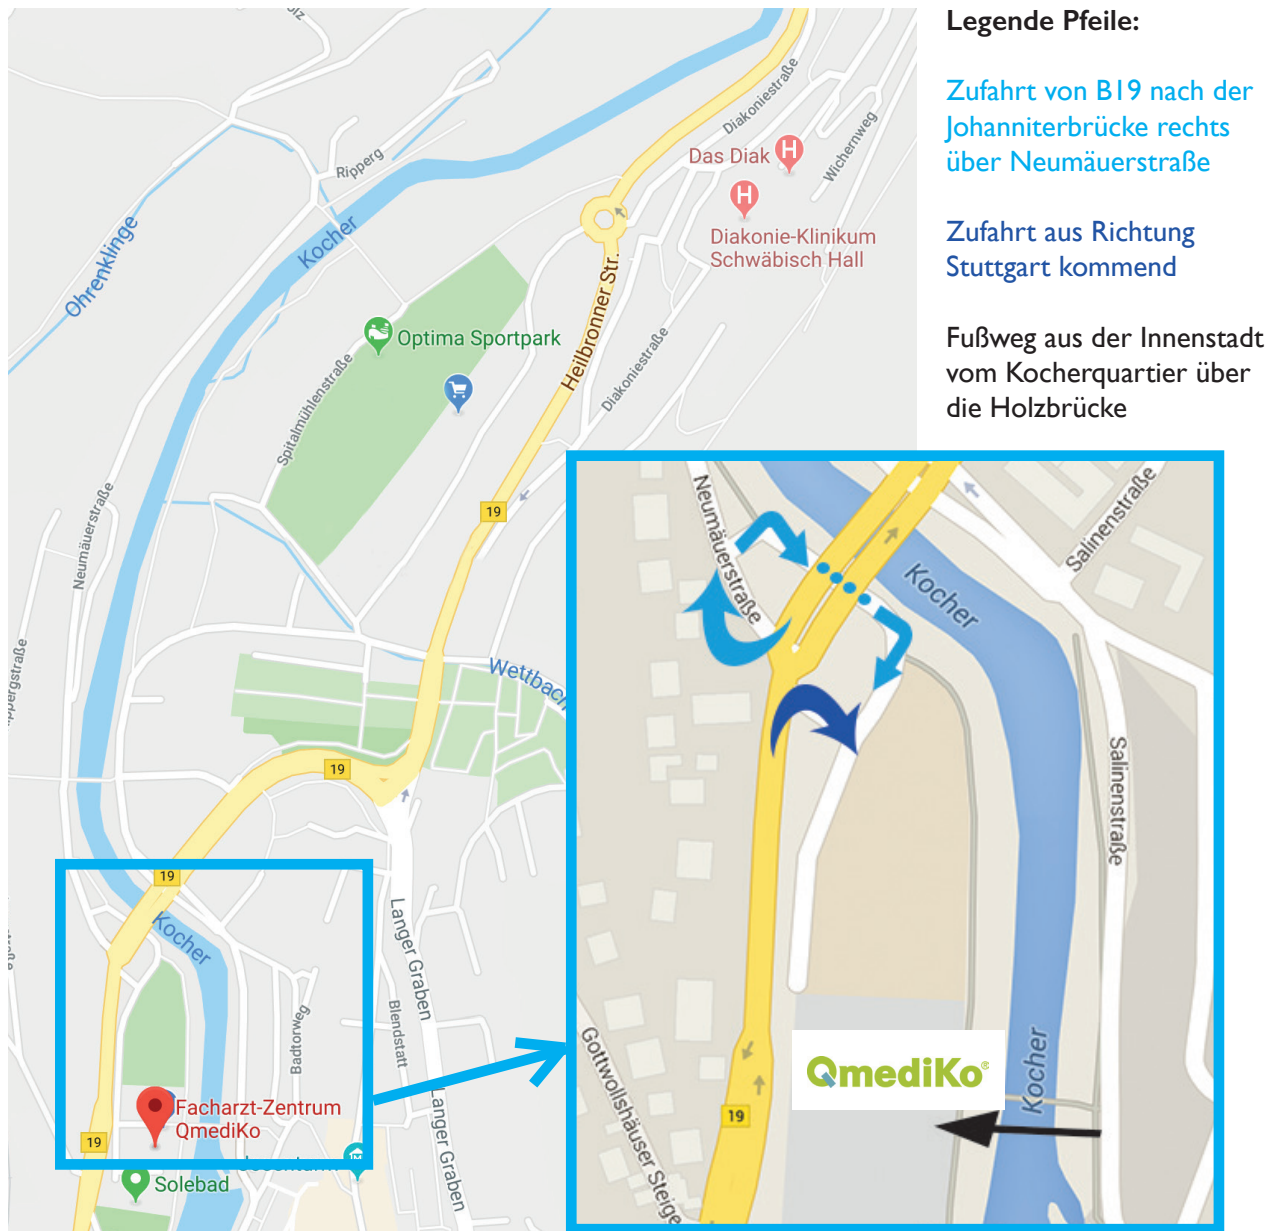 Legende Pfeile:
Zufahrt von B19 nach der
Johanniterbrücke rechts
über Neumäuerstraße
Zufahrt aus Richtung
Stuttgart kommend
Fußweg aus der Innenstadt
vom Kocherquartier über
die Holzbrücke
Diakoniestraße
Das Diak
H
Wichernweg
Ripperg
H
Diakonie-Klinikum
Schwäbisch Hall
Kocher
Ohrenklinge
Heilbronner Str.
Optima Sportpark
Diakoniestraße
Spitalmühlenstraße
19
Neumäuerstraße
Wettbach
19
19
Kocher
Langer Graben
Blendstatt
Badtorweg
Langer Graben
Facharzt-Zentrum
QmediKo
19
Solebad
Neumäuerstraße
Salinenstraße
Kocher
Salinenstraße
Gottwollshäuser Steige
QmediKo®
Kocher
19